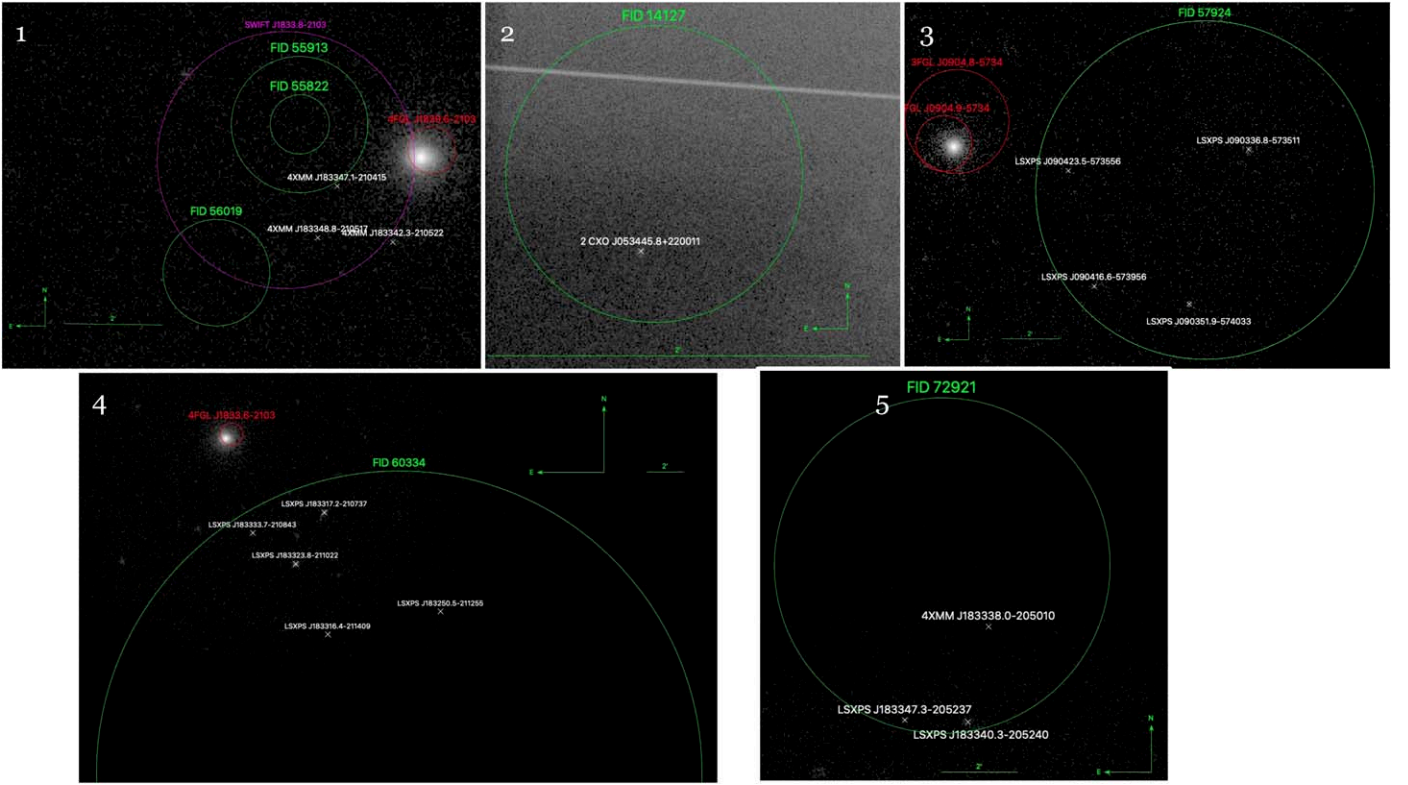 1
SWIFT J1833.8-2103
FID 55913
FID 55822
4FGL J1833.6-2103
4XMM J183347.1-210415
FID 56019
4XMM J183348.8-210517
4XMM J183342.3-210522
N
E
2'
2
FID 14127
2 CXO J053445.8+220011
N
E
2'
3
FID 57924
3FGL J0904.8-5734
FGL J0904.9-5734
LSXPS J090336.8-573511
LSXPS J090423.5-573556
LSXPS J090416.6-573956
LSXPS J090351.9-574033
N
E
2'
4
4FGL J1833.6-2103
N
E
2'
FID 60334
LSXPS J183317.2-210737
LSXPS J183333.7-210843
LSXPS J183323.8-211022
LSXPS J183250.5-211255
LSXPS J183316.4-211409
FID 72921
5
4XMM J183338.0-205010
LSXPS J183347.3-205237
LSXPS J183340.3-205240
N
E
2'